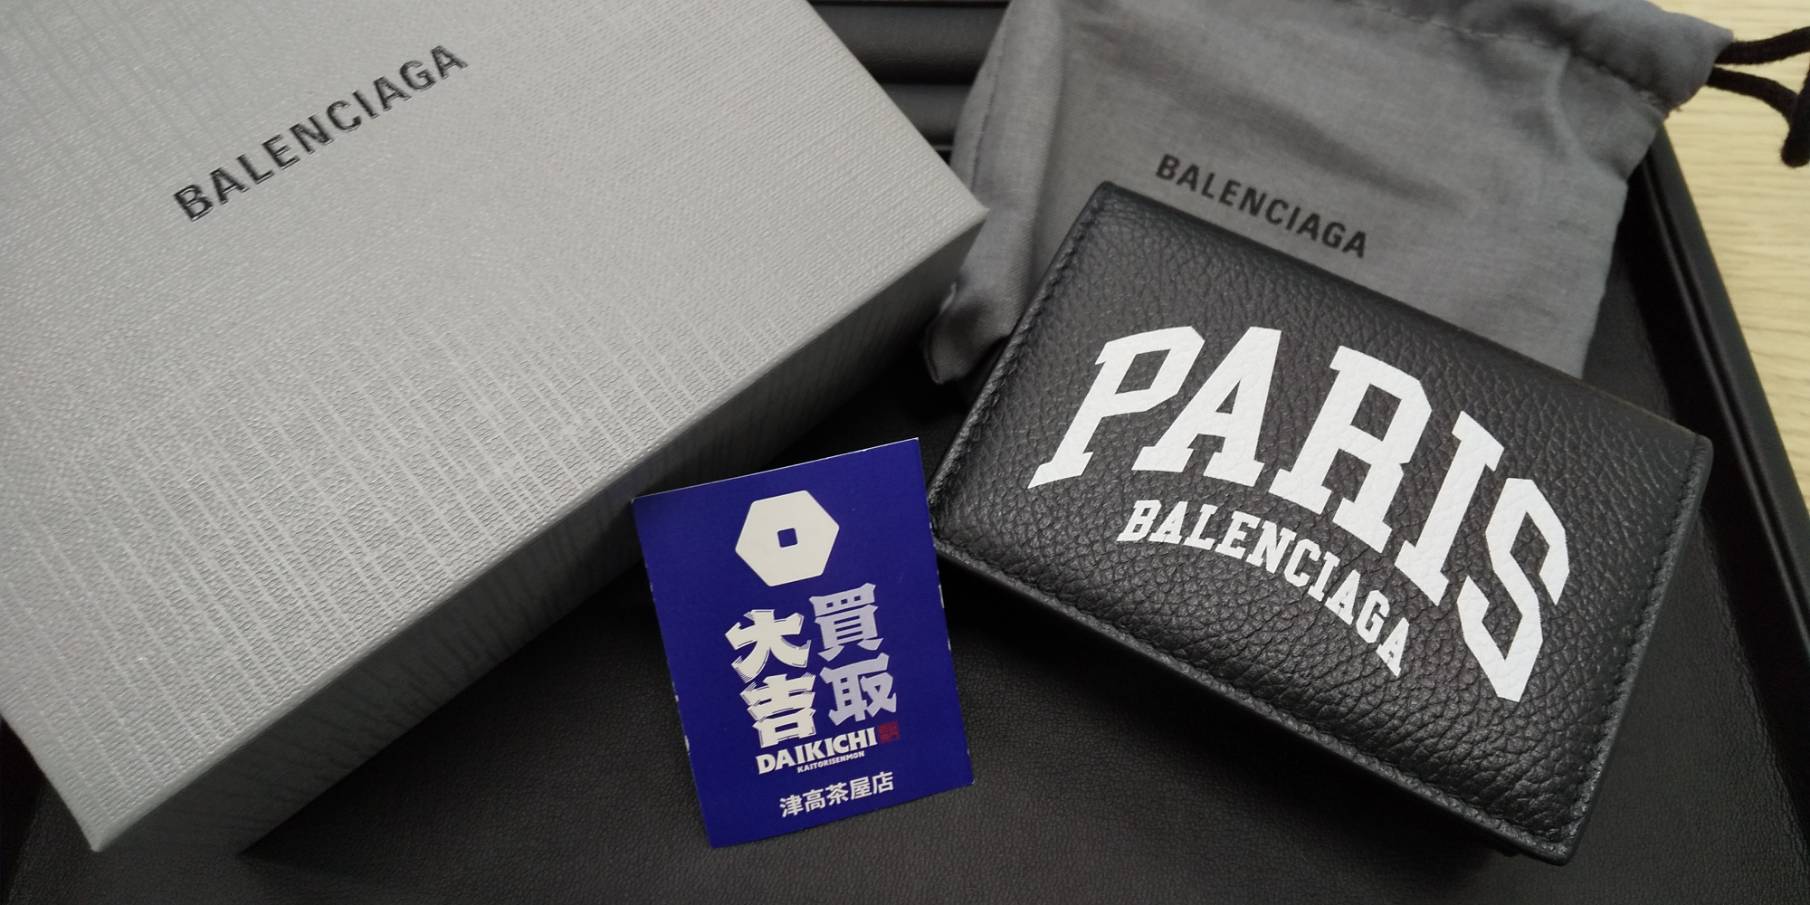 BALENCIAGA
BALENCIAGA
PARIS
BALENCIAGA
買取
大吉
DAIKICHI
KAITORISENMON
津高茶屋店